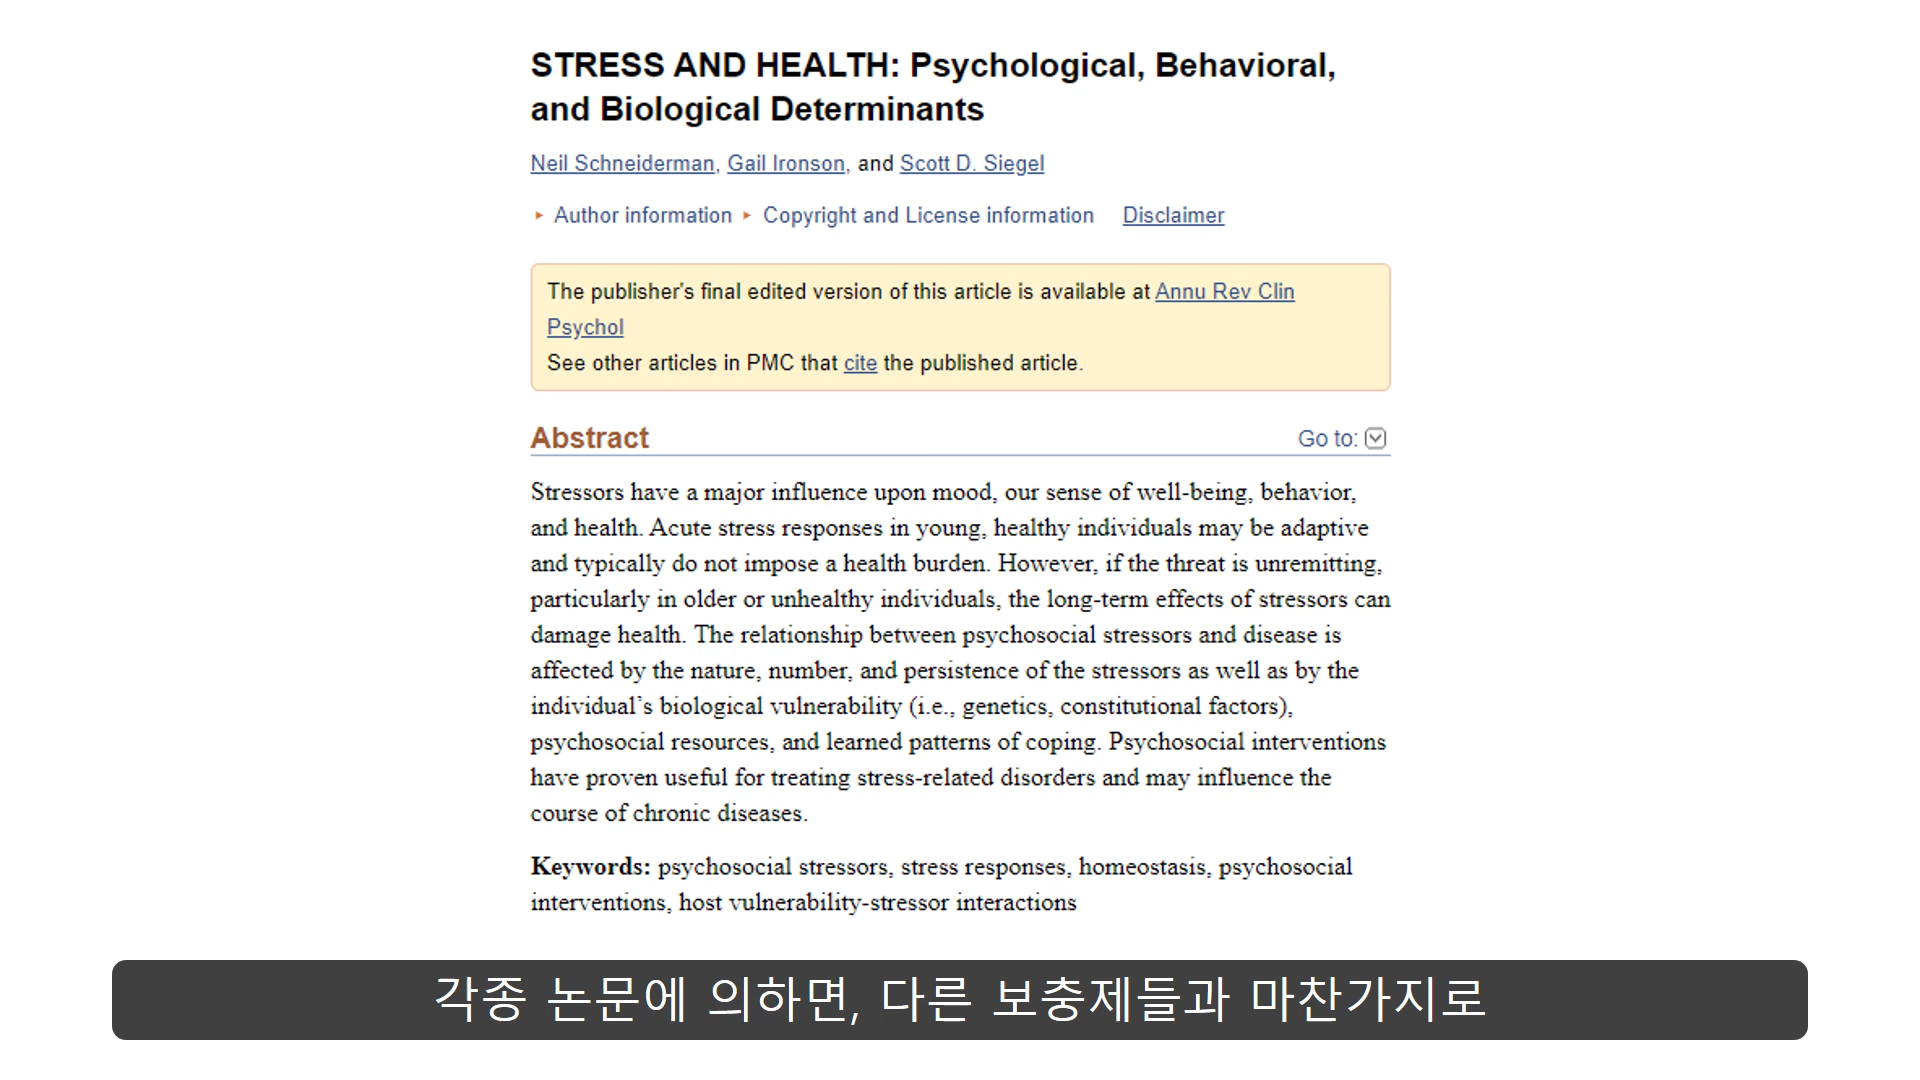 STRESS AND HEALTH: Psychological, Behavioral,
and Biological Determinants
Neil Schneiderman, Gail Ironson, and Scott D. Siegel
▸ Author information ▸ Copyright and License information Disclaimer
The publisher's final edited version of this article is available at Annu Rev Clin
Psychol
See other articles in PMC that cite the published article.
Abstract Go to:
Stressors have a major influence upon mood, our sense of well-being, behavior,
and health. Acute stress responses in young, healthy individuals may be adaptive
and typically do not impose a health burden. However, if the threat is unremitting,
particularly in older or unhealthy individuals, the long-term effects of stressors can
damage health. The relationship between psychosocial stressors and disease is
affected by the nature, number, and persistence of the stressors as well as by the
individual's biological vulnerability (i.e., genetics, constitutional factors),
psychosocial resources, and learned patterns of coping. Psychosocial interventions
have proven useful for treating stress-related disorders and may influence the
course of chronic diseases.
Keywords: psychosocial stressors, stress responses, homeostasis, psychosocial
interventions, host vulnerability-stressor interactions
각종 논문에 의하면, 다른 보충제들과 마찬가지로